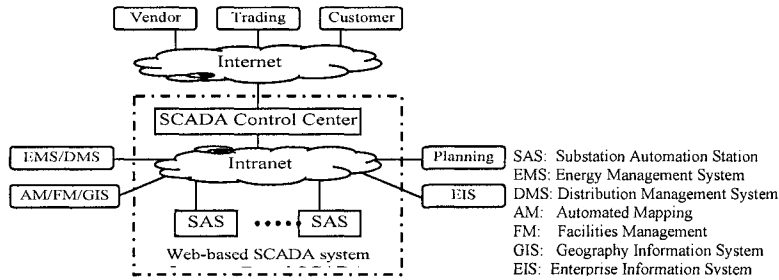 Vendor
Trading
Customer
Internet
SCADA Control Center
EMS/DMS
Intranet
Planning
AM/FM/GIS
EIS
SAS
SAS
Web-based SCADA system
SAS: Substation Automation Station
EMS: Energy Management System
DMS: Distribution Management System
AM: Automated Mapping
FM: Facilities Management
GIS: Geography Information System
EIS: Enterprise Information System